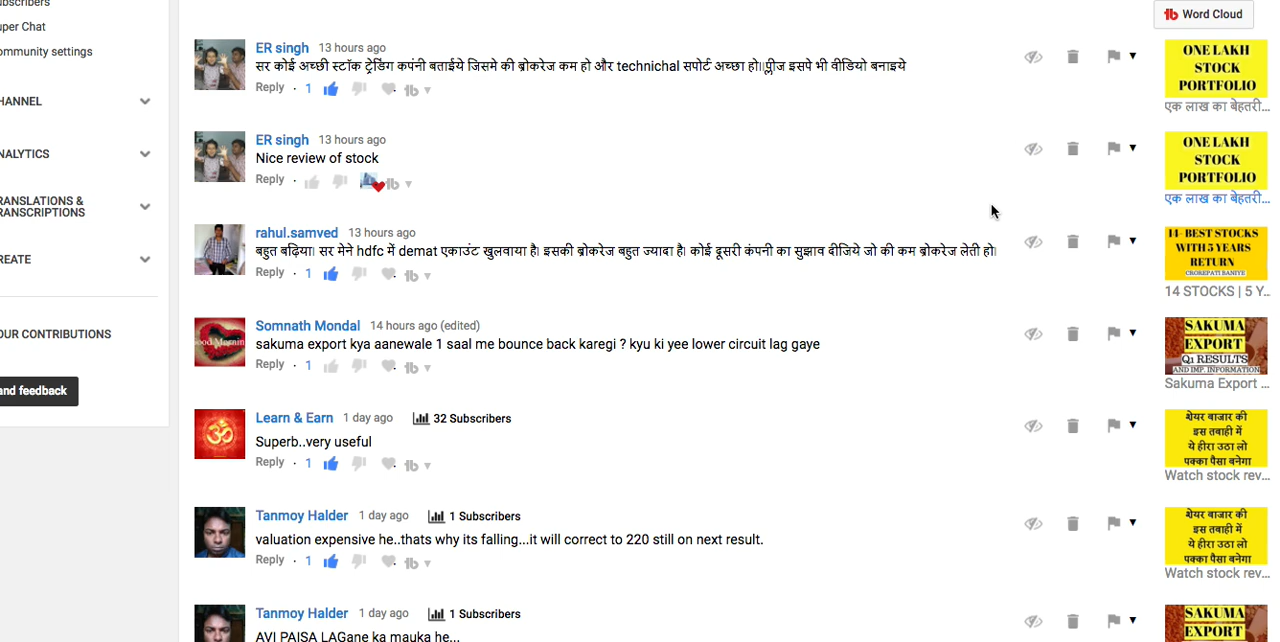 Word Cloud
ubscribers
uper Chat
ommunity settings
HANNEL
NALYTICS
RANSLATIONS &
RANSCRIPTIONS
REATE
OUR CONTRIBUTIONS
and feedback
ER singh 13 hours ago
सर कोई अच्छी स्टॉक ट्रेडिंग कपंनी बताईये जिसमे की ब्रोकरेज कम हो और technichal सपोर्ट अच्छा हो।।प्लीज इसपे भी वीडियो बनाइये
Reply · 1
ONE LAKH
STOCK
PORTFOLIO
एक लाख का बेहतरी...
ER singh 13 hours ago
Nice review of stock
Reply ·
ONE LAKH
STOCK
PORTFOLIO
एक लाख का बेहतरी...
rahul.samved 13 hours ago
बहुत बढ़िया। सर मेने hdfc में demat एकाउंट खुलवाया है। इसकी ब्रोकरेज बहुत ज्यादा है। कोई दूसरी कंपनी का सुझाव दीजिये जो की कम ब्रोकरेज लेती हो।
Reply · 1
14 BEST STOCKS
WITH 5 YEARS
RETURN
CROREPATI BANIYE
14 STOCKS | 5 Y...
Somnath Mondal 14 hours ago (edited)
sakuma export kya aanewale 1 saal me bounce back karegi ? kyu ki yee lower circuit lag gaye
Reply · 1
SAKUMA
EXPORT
Q1 RESULTS
AND IMP. INFORMATION
Sakuma Export ...
Learn & Earn 1 day ago 32 Subscribers
Superb..very useful
Reply · 1
शेयर बाजार की
इस तबाही में
ये हीरा उठा लो
पक्का पैसा बनेगा
Watch stock rev...
Tanmoy Halder 1 day ago 1 Subscribers
valuation expensive he..thats why its falling...it will correct to 220 still on next result.
Reply · 1
शेयर बाजार की
इस तबाही में
ये हीरा उठा लो
पक्का पैसा बनेगा
Watch stock rev...
Tanmoy Halder 1 day ago 1 Subscribers
AVI PAISA LAGane ka mauka he...
SAKUMA
EXPORT